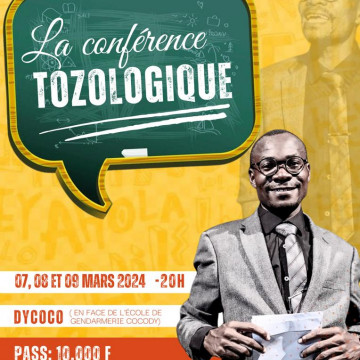 La conférence
TOZOLOGIQUE
07, 08 ET 09 MARS 2024 - 20H
DYCOCO ( EN FACE DE L'ÉCOLE DE
GENDARMERIE COCODY)
PASS: 10.000 F